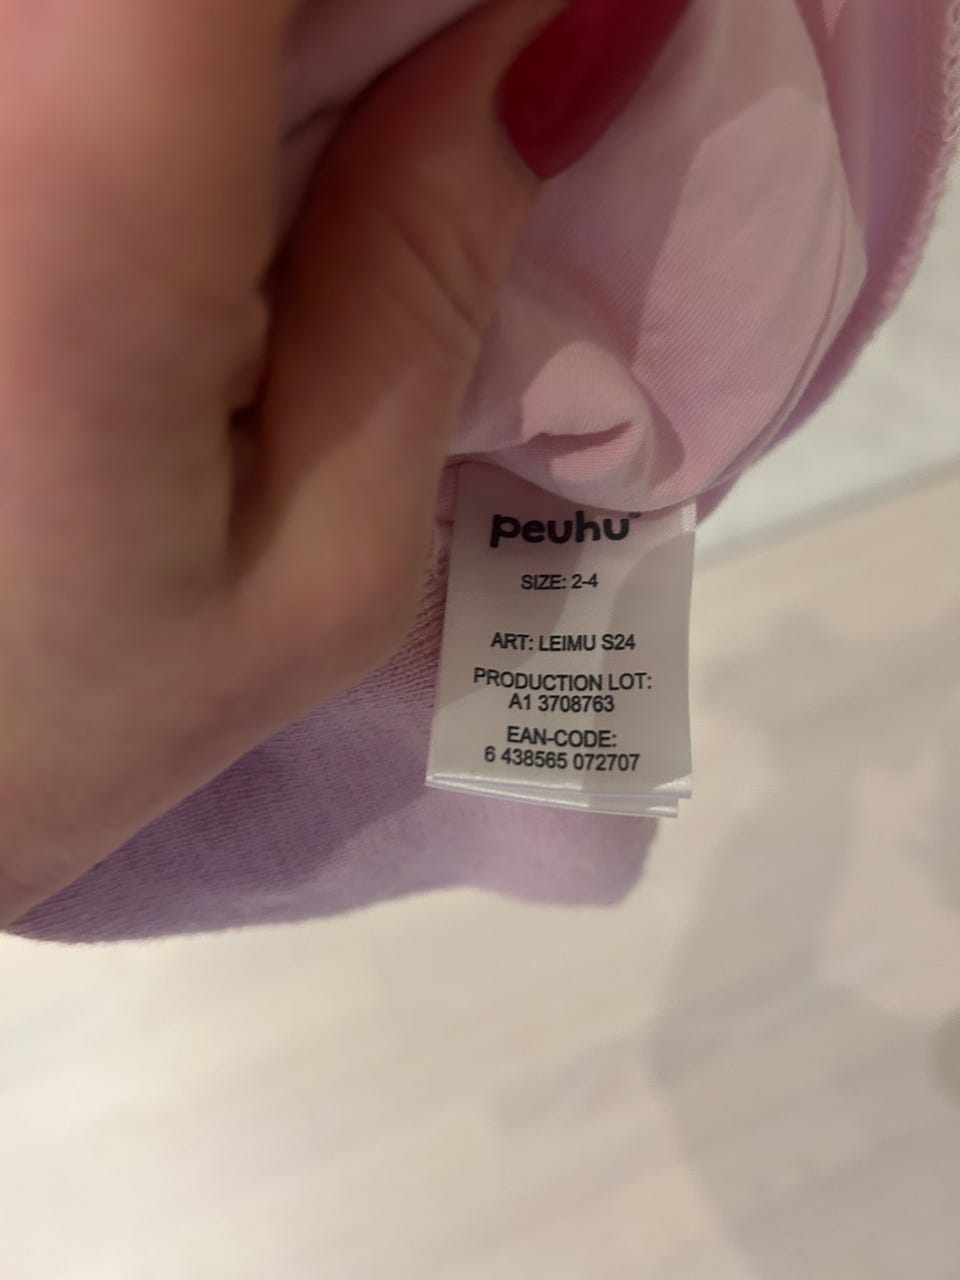 peuhu®
SIZE: 2-4
ART: LEIMU S24
PRODUCTION LOT:
A1 3708763
EAN-CODE:
6 438565 072707